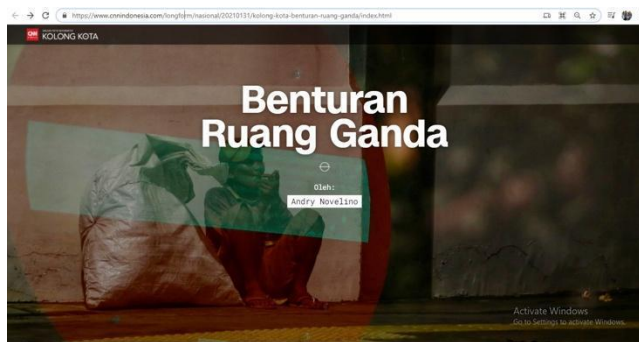 https://www.cnnindonesia.com/longform/nasional/20210131/kolong-kota-benturan-ruang-ganda/index.html
CNN
KOLONG KOTA
Benturan
Ruang Ganda
Oleh:
Andry Novelino
Activate Windows
Go to Settings to activate Windows.